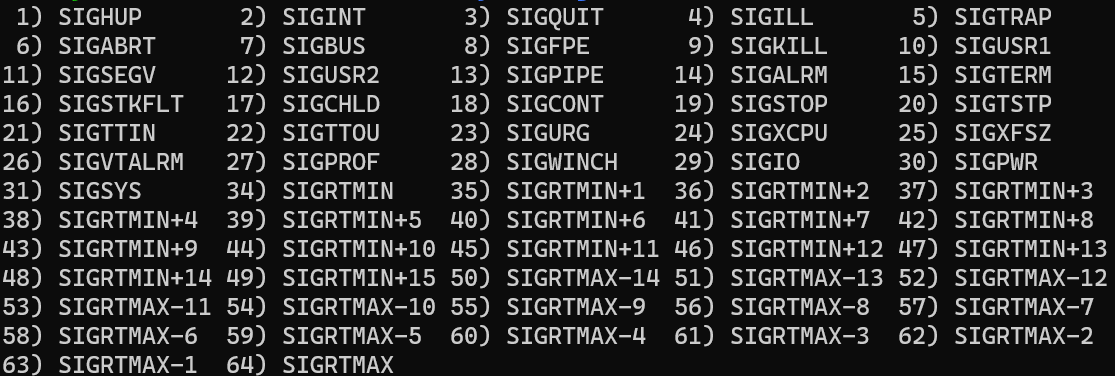 1) SIGHUP 2) SIGINT 3) SIGQUIT 4) SIGILL 5) SIGTRAP
6) SIGABRT 7) SIGBUS 8) SIGFPE 9) SIGKILL 10) SIGUSR1
11) SIGSEGV 12) SIGUSR2 13) SIGPIPE 14) SIGALRM 15) SIGTERM
16) SIGSTKFLT 17) SIGCHLD 18) SIGCONT 19) SIGSTOP 20) SIGTSTP
21) SIGTTIN 22) SIGTTOU 23) SIGURG 24) SIGXCPU 25) SIGXFSZ
26) SIGVTALRM 27) SIGPROF 28) SIGWINCH 29) SIGIO 30) SIGPWR
31) SIGSYS 34) SIGRTMIN 35) SIGRTMIN+1 36) SIGRTMIN+2 37) SIGRTMIN+3
38) SIGRTMIN+4 39) SIGRTMIN+5 40) SIGRTMIN+6 41) SIGRTMIN+7 42) SIGRTMIN+8
43) SIGRTMIN+9 44) SIGRTMIN+10 45) SIGRTMIN+11 46) SIGRTMIN+12 47) SIGRTMIN+13
48) SIGRTMIN+14 49) SIGRTMIN+15 50) SIGRTMAX-14 51) SIGRTMAX-13 52) SIGRTMAX-12
53) SIGRTMAX-11 54) SIGRTMAX-10 55) SIGRTMAX-9 56) SIGRTMAX-8 57) SIGRTMAX-7
58) SIGRTMAX-6 59) SIGRTMAX-5 60) SIGRTMAX-4 61) SIGRTMAX-3 62) SIGRTMAX-2
63) SIGRTMAX-1 64) SIGRTMAX